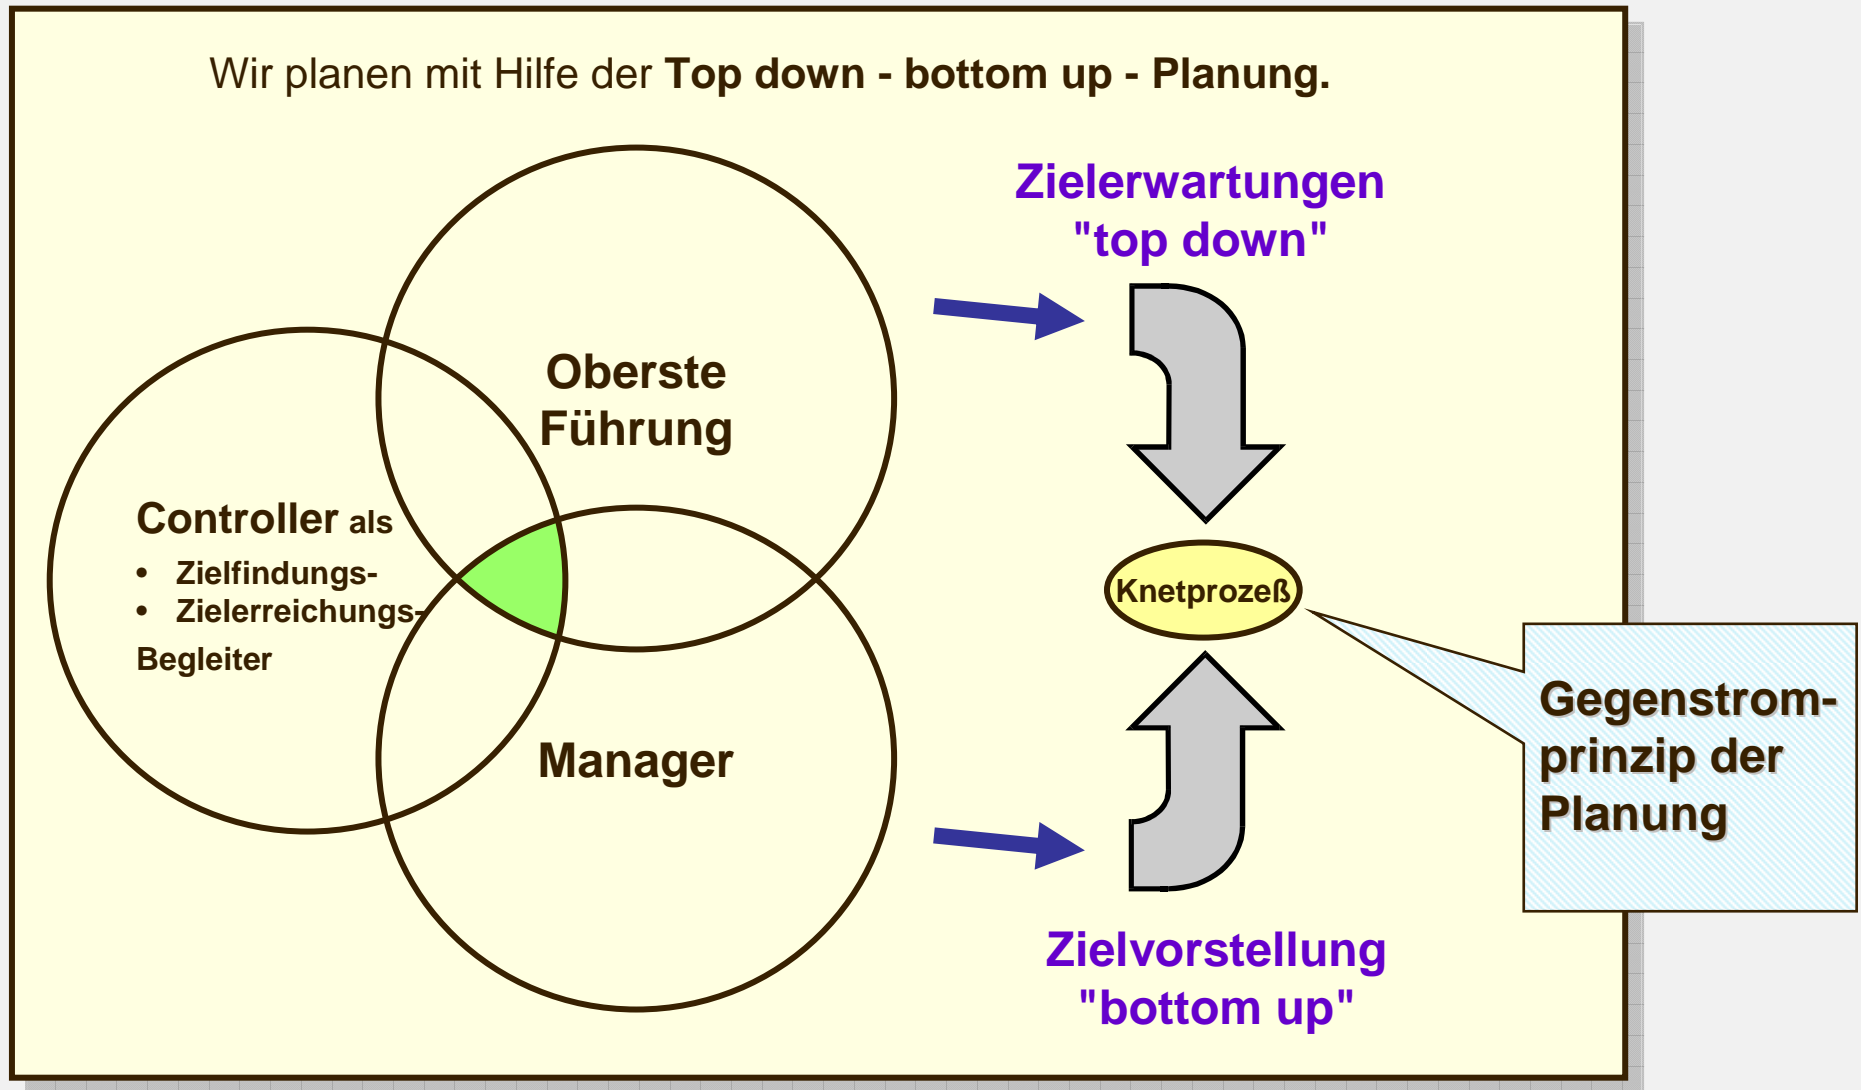 Wir planen mit Hilfe der Top down - bottom up - Planung.
Zielerwartungen
"top down"
Oberste
Führung
Controller als
• Zielfindungs-
• Zielerreichungs-
Begleiter
Manager
Knetprozeß
Gegenstrom-
prinzip der
Planung
Zielvorstellung
"bottom up"